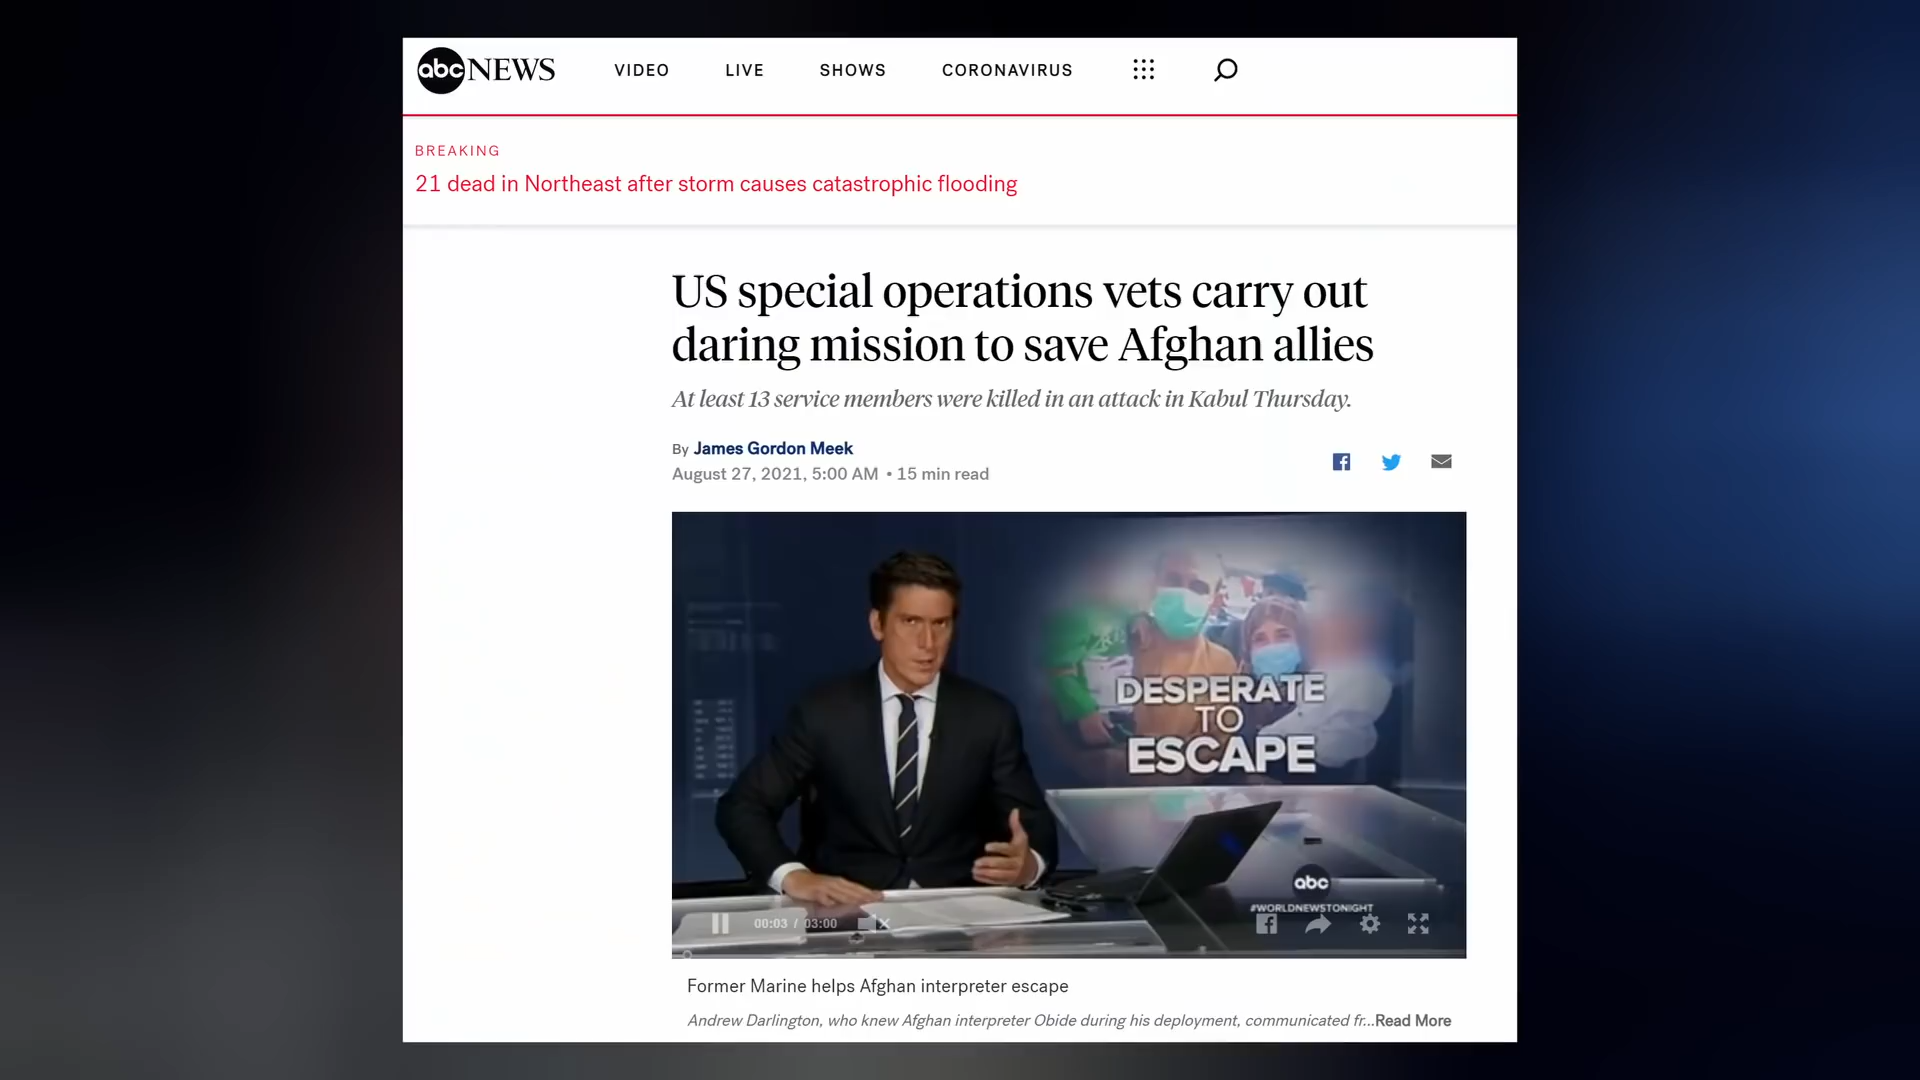 abc NEWS VIDEO LIVE SHOWS CORONAVIRUS
BREAKING
21 dead in Northeast after storm causes catastrophic flooding
US special operations vets carry out
daring mission to save Afghan allies
At least 13 service members were killed in an attack in Kabul Thursday.
By James Gordon Meek
August 27, 2021, 5:00 AM • 15 min read
DESPERATE
TO
ESCAPE
abc
#WORLDNEWSTONIGHT
00:03 / 03:00
Former Marine helps Afghan interpreter escape
Andrew Darlington, who knew Afghan interpreter Obide during his deployment, communicated fr...Read More